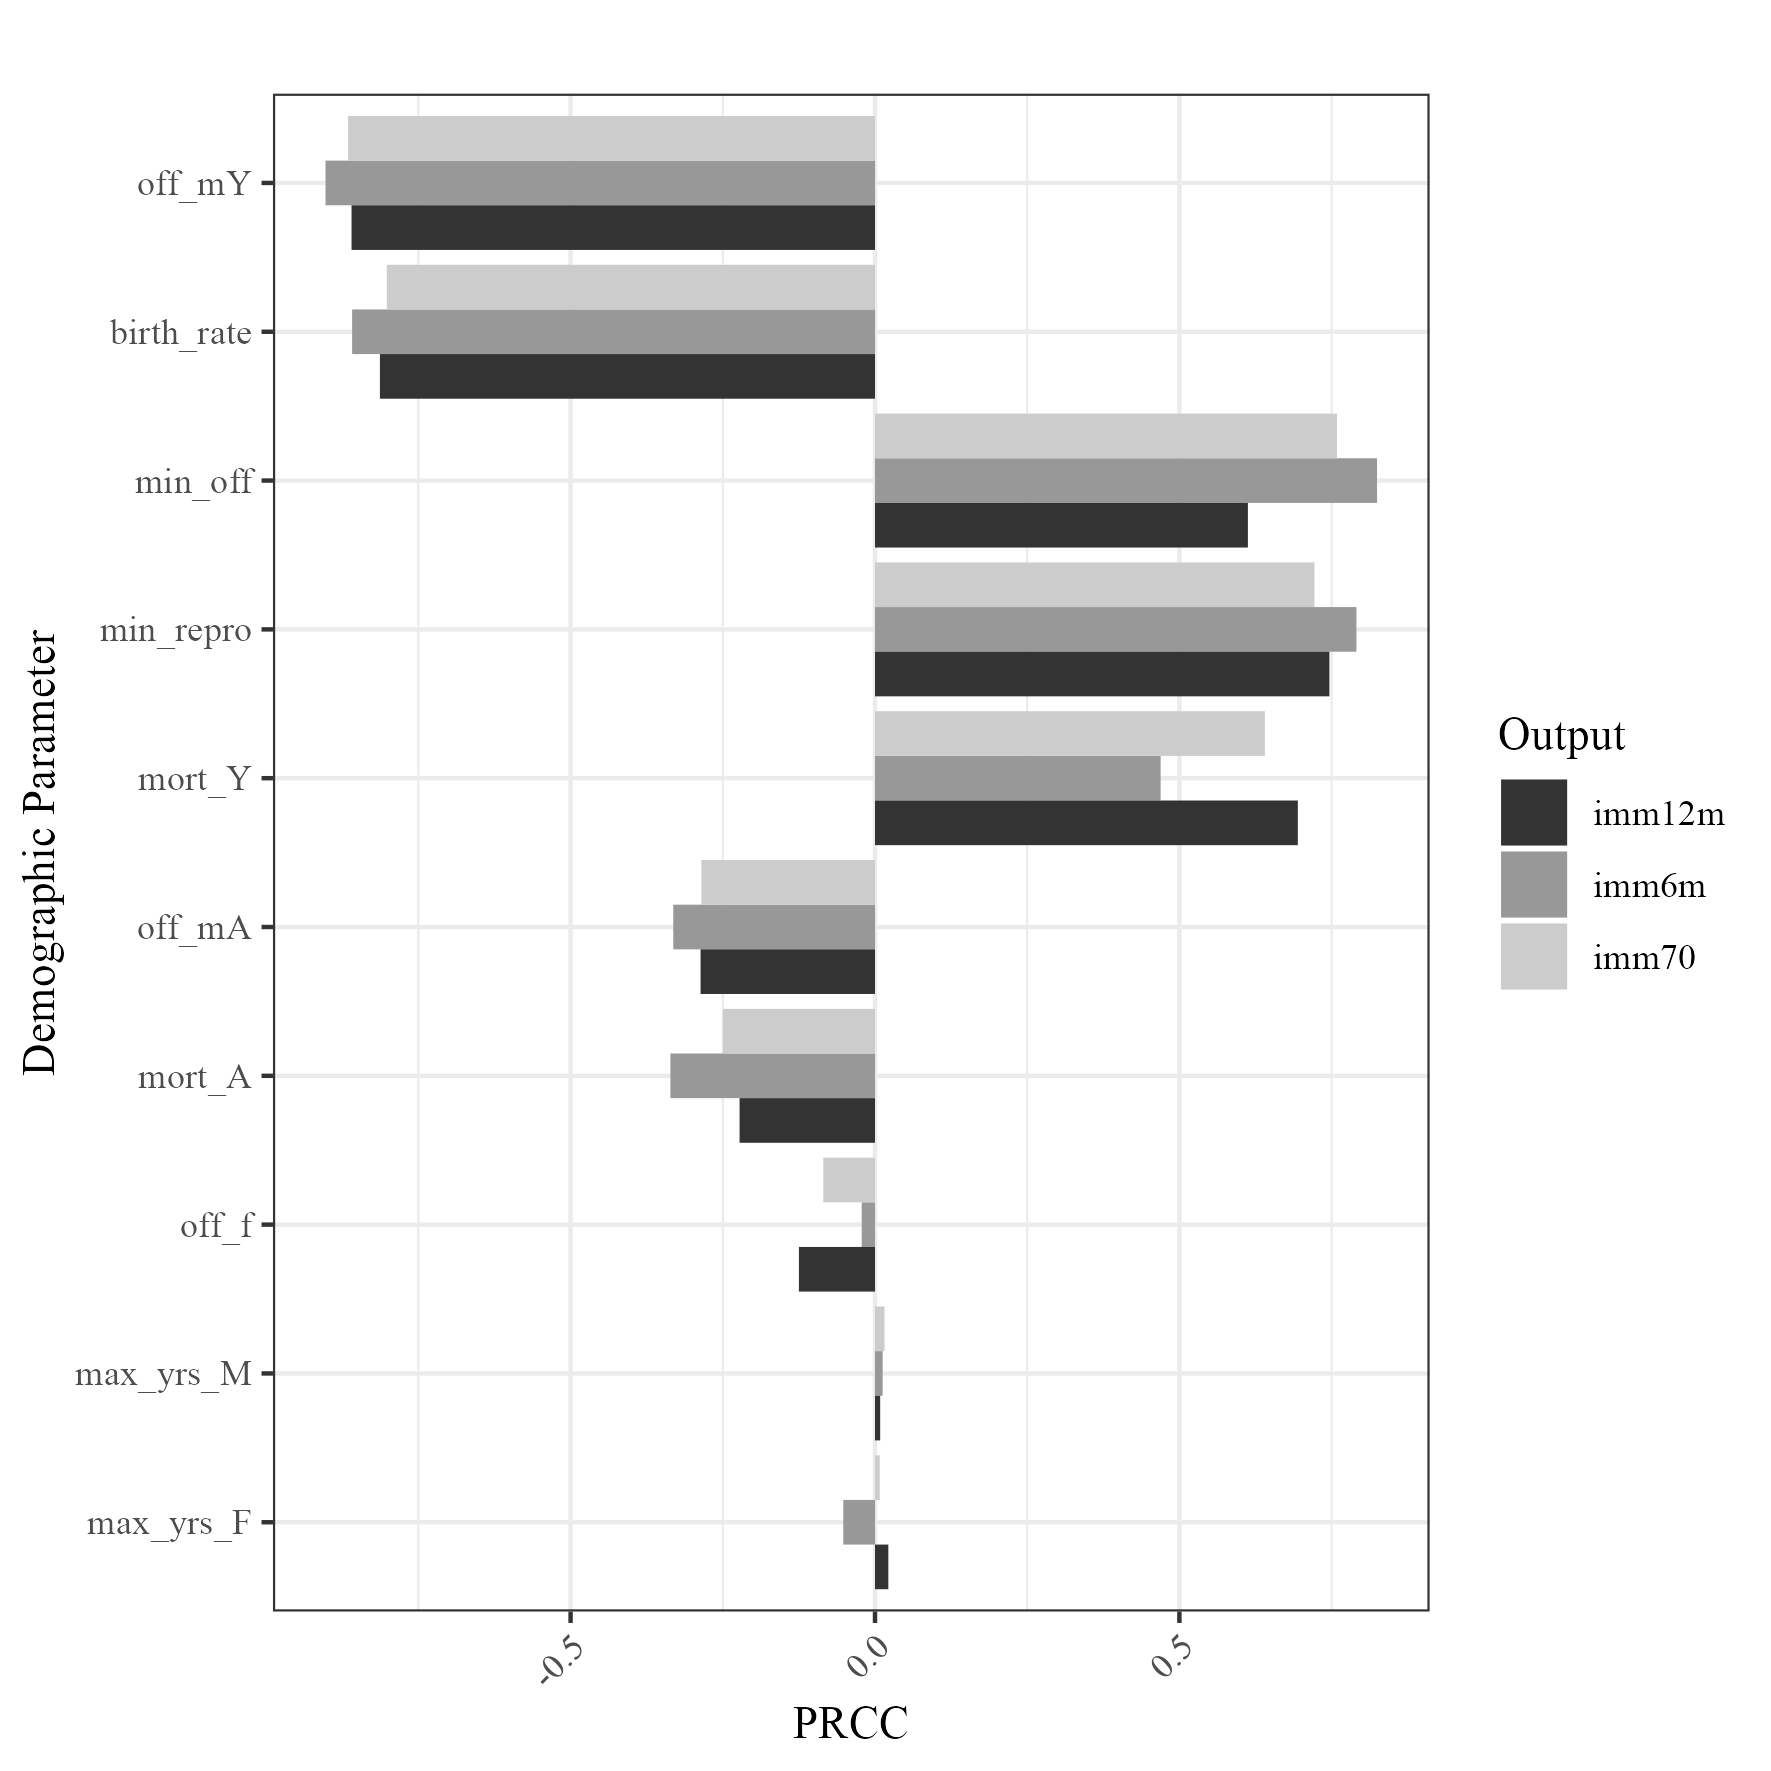 off_mY
birth_rate
min_off
min_repro
mort_Y
off_mA
mort_A
off_f
max_yrs_M
max_yrs_F
Demographic Parameter
-0.5
0.0
0.5
PRCC
Output
imm12m
imm6m
imm70